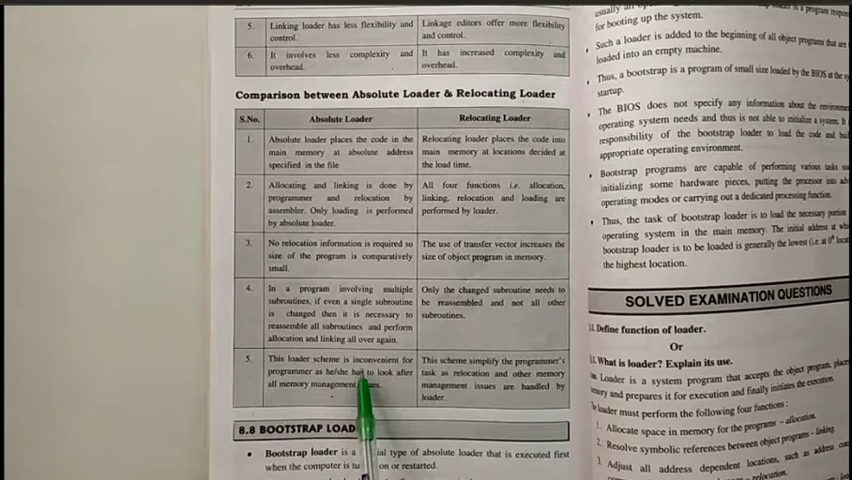 5. Linking loader has less flexibility and control.
Linkage editors offer more flexibility and control.
6. It involves less complexity and overhead.
It has increased complexity and overhead.
Comparison between Absolute Loader & Relocating Loader
S.No. Absolute Loader Relocating Loader
1. Absolute loader places the code in the
main memory at absolute address
specified in the file
Relocating loader places the code into
main memory at locations decided at
the load time.
2. Allocating and linking is done by
programmer and relocation by
assembler. Only loading is performed
by absolute loader.
All four functions i.e. allocation,
linking, relocation and loading are
performed by loader.
3. No relocation information is required so
size of the program is comparatively
small.
The use of transfer vector increases the
size of object program in memory.
4. In a program involving multiple
subroutines, if even a single subroutine
is changed then it is necessary to
reassemble all subroutines and perform
allocation and linking all over again.
Only the changed subroutine needs to
be reassembled and not all other
subroutines.
5. This loader scheme is inconvenient for
programmer as he/she had to look after
all memory management
This scheme simplify the programmer's
task as relocation and other memory
management issues are handled by
loader.
8.8 BOOTSTRAP LOAD
• Bootstrap loader is a ial type of absolute loader that is executed first
when the computer is tu on or restarted.
usually an
is a program
for booting up the system.
• Such a loader is added to the beginning of all object programs that are
loaded into an empty machine.
• Thus, a bootstrap is a program of small size loaded by the BIOS at the
startup.
• The BIOS does not specify any information about the
operating system needs and thus is not able to initialize a system. It
responsibility of the bootstrap loader to load the code and
appropriate operating environment.
• Bootstrap programs are capable of performing various tasks
initializing some hardware pieces, putting the processor into
operating modes or carrying out a dedicated processing function.
• Thus, the task of bootstrap loader is to load the necessary portion
operating system in the main memory. The initial address at
bootstrap loader is to be loaded is generally the lowest (i.e. at 0th
the highest location.
SOLVED EXAMINATION QUESTIONS
1. Define function of loader.
Or
1. What is loader? Explain its use.
Loader is a system program that accepts the object program,
and prepares it for execution and finally initiates the execution.
loader must perform the following four functions :
1. Allocate space in memory for the programs - allocation.
2. Resolve symbolic references between object programs - linking
3. Adjust all address dependent locations, such as address
- relocation.